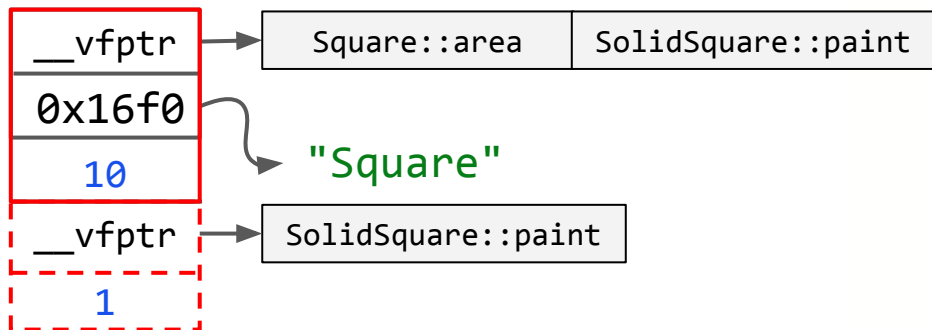 __vfptr Square::area SolidSquare::paint
0x16f0
"Square"
10
__vfptr SolidSquare::paint
1